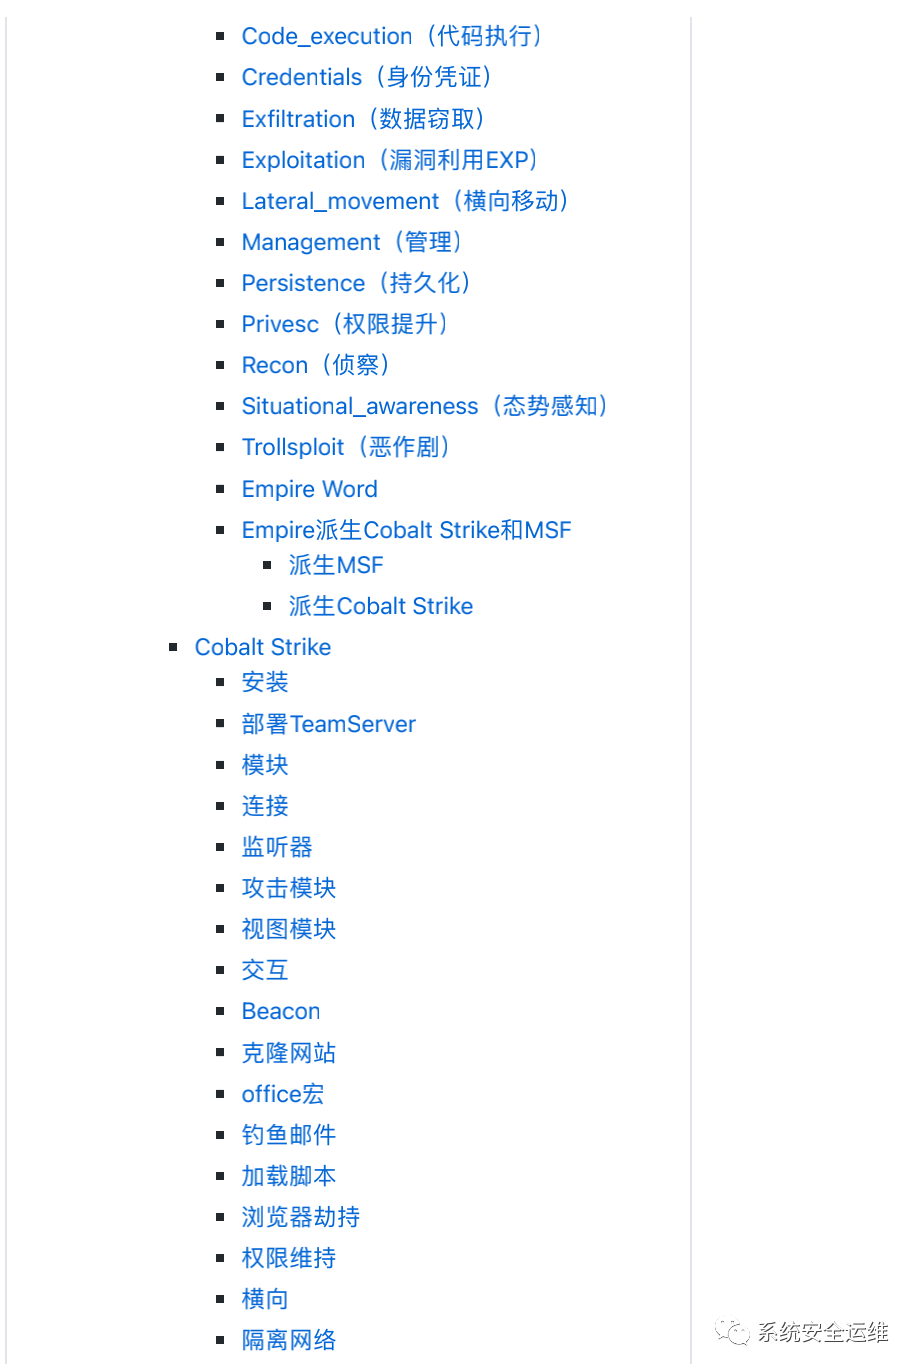 Code_execution（代码执行）
Credentials（身份凭证）
Exfiltration（数据窃取）
Exploitation（漏洞利用EXP）
Lateral_movement（横向移动）
Management（管理）
Persistence（持久化）
Privesc（权限提升）
Recon（侦察）
Situational_awareness（态势感知）
Trollsploit（恶作剧）
Empire Word
Empire派生Cobalt Strike和MSF
派生MSF
派生Cobalt Strike
Cobalt Strike
安装
部署TeamServer
模块
连接
监听器
攻击模块
视图模块
交互
Beacon
克隆网站
office宏
钓鱼邮件
加载脚本
浏览器劫持
权限维持
横向
隔离网络
系统安全运维